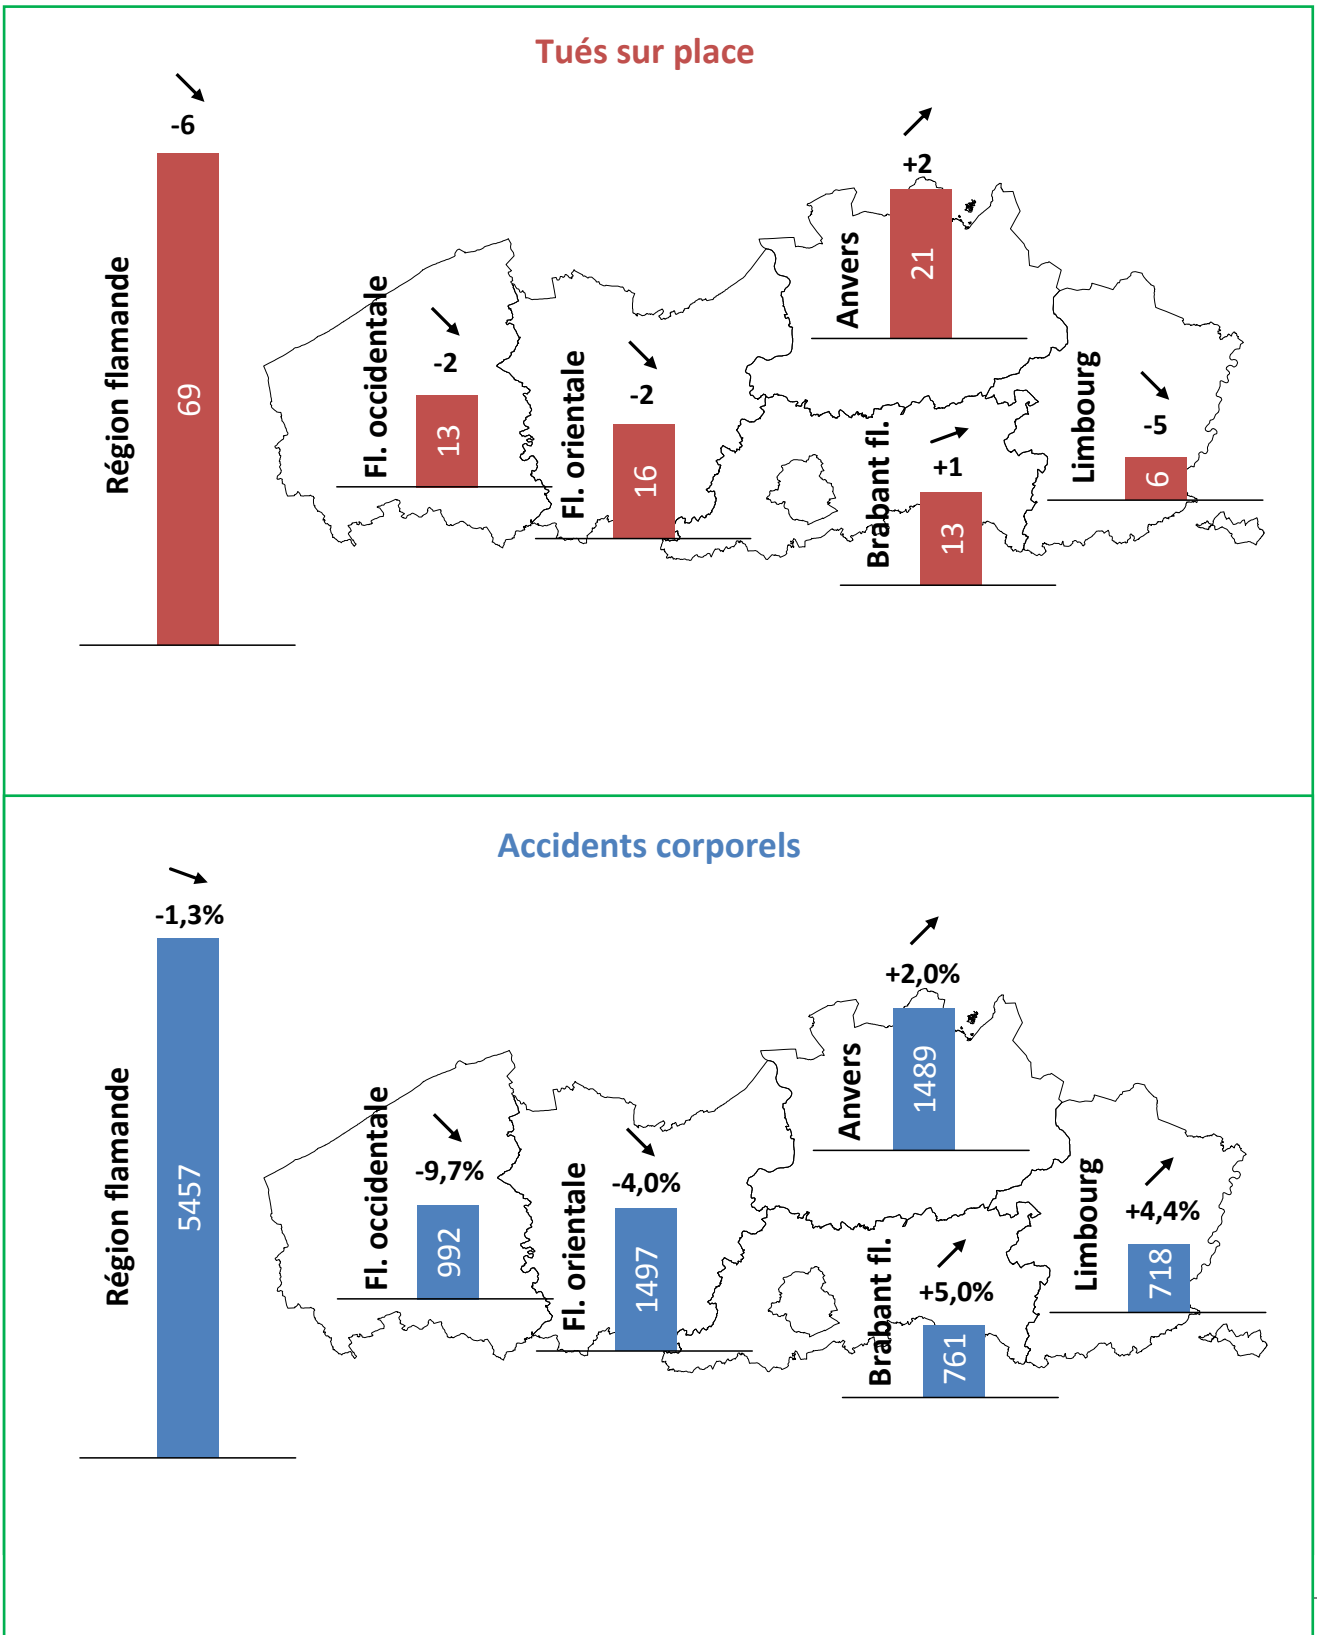 Tués sur place
-6
Région flamande
69
Fl. occidentale
-2
13
Fl. orientale
-2
16
Anvers
+2
21
Brabant fl.
+1
13
Limbourg
-5
6
Accidents corporels
-1,3%
Région flamande
5457
Fl. occidentale
-9,7%
992
Fl. orientale
-4,0%
1497
Anvers
+2,0%
1489
Brabant fl.
+5,0%
761
Limbourg
+4,4%
718